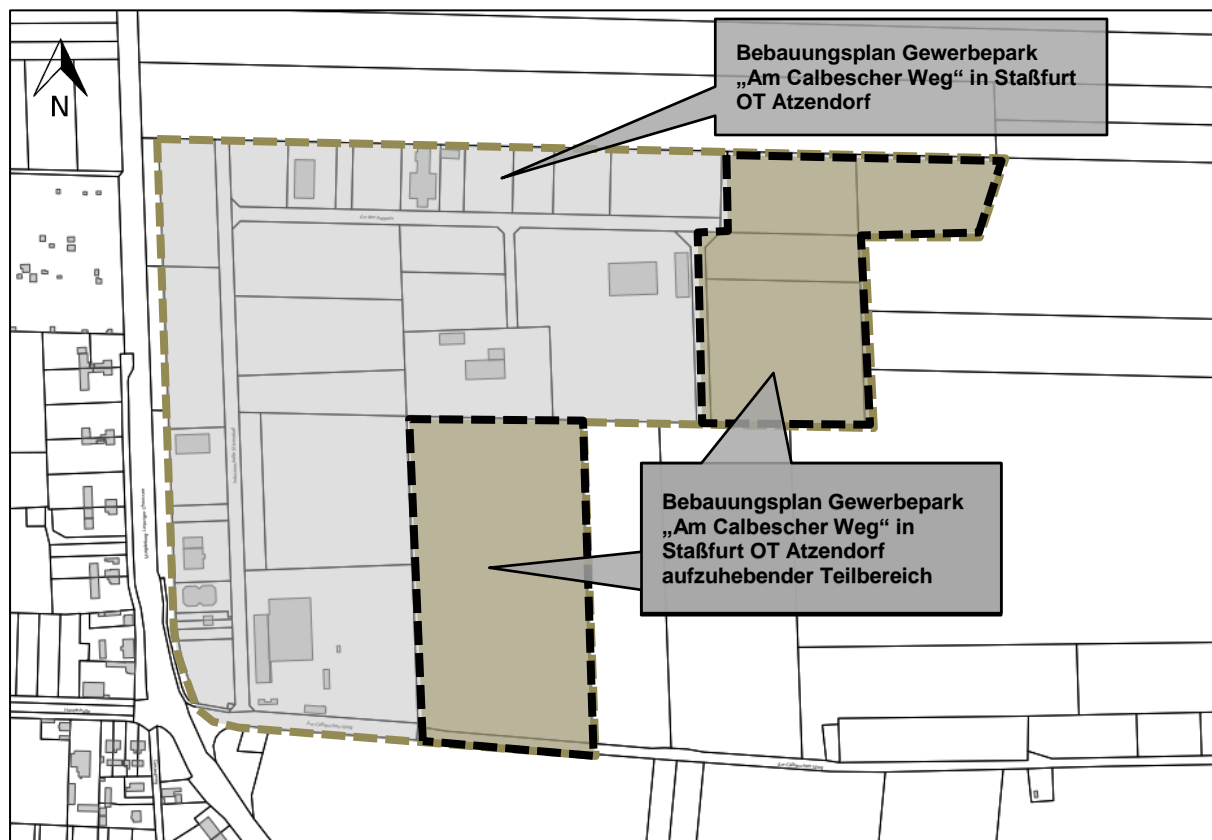 Bebauungsplan Gewerbepark
„Am Calbescher Weg“ in Staßfurt
OT Atzendorf
N
Bebauungsplan Gewerbepark
„Am Calbescher Weg“ in
Staßfurt OT Atzendorf
aufzuhebender Teilbereich